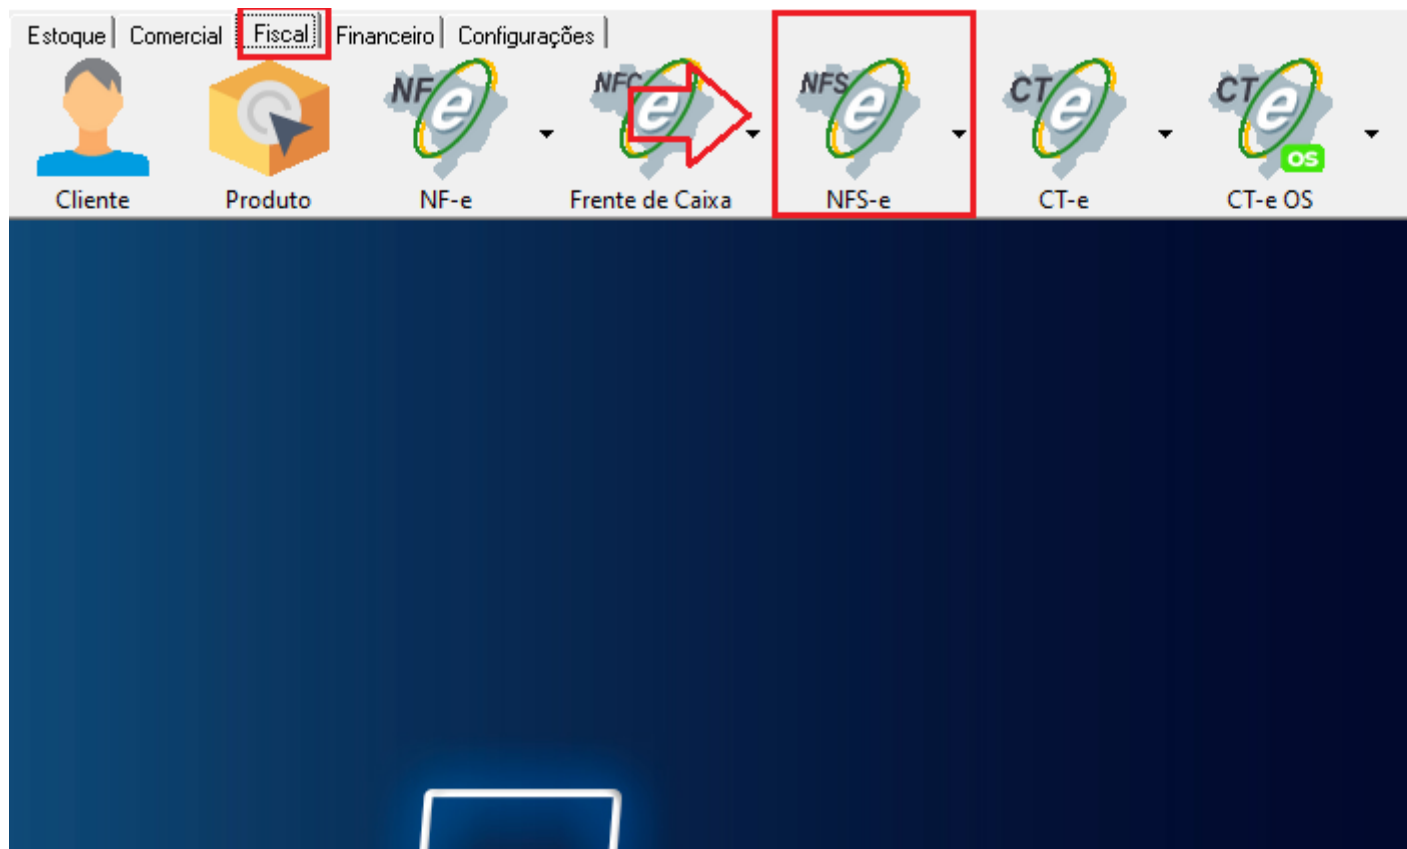 Estoque Comercial Fiscal Financeiro Configurações
NF e NFC e NFS e CT e CT e
os
Cliente Produto NF-e Frente de Caixa NFS-e CT-e CT-e OS